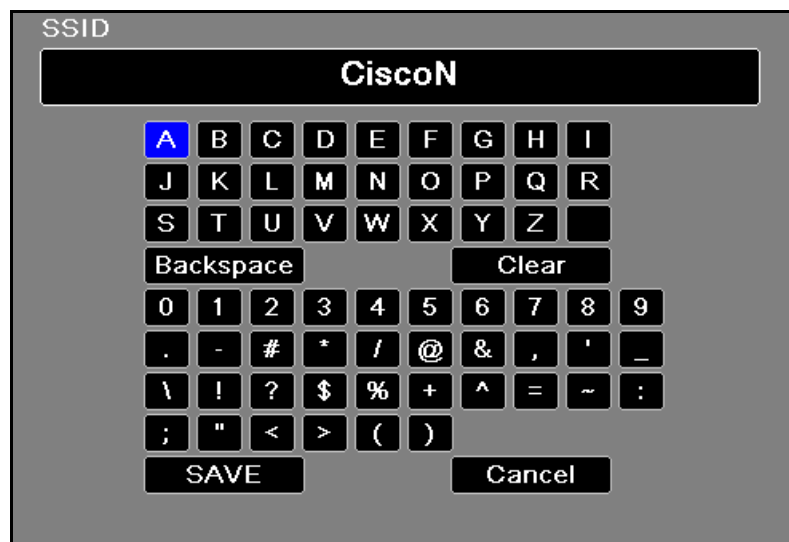 SSID
CiscoN
A B C D E F G H I
J K L M N O P Q R
S T U V W X Y Z
Backspace Clear
0 1 2 3 4 5 6 7 8 9
. - # * / @ & , ' _
\ ! ? $ % + ^ = ~ :
; " < > ( )
SAVE Cancel